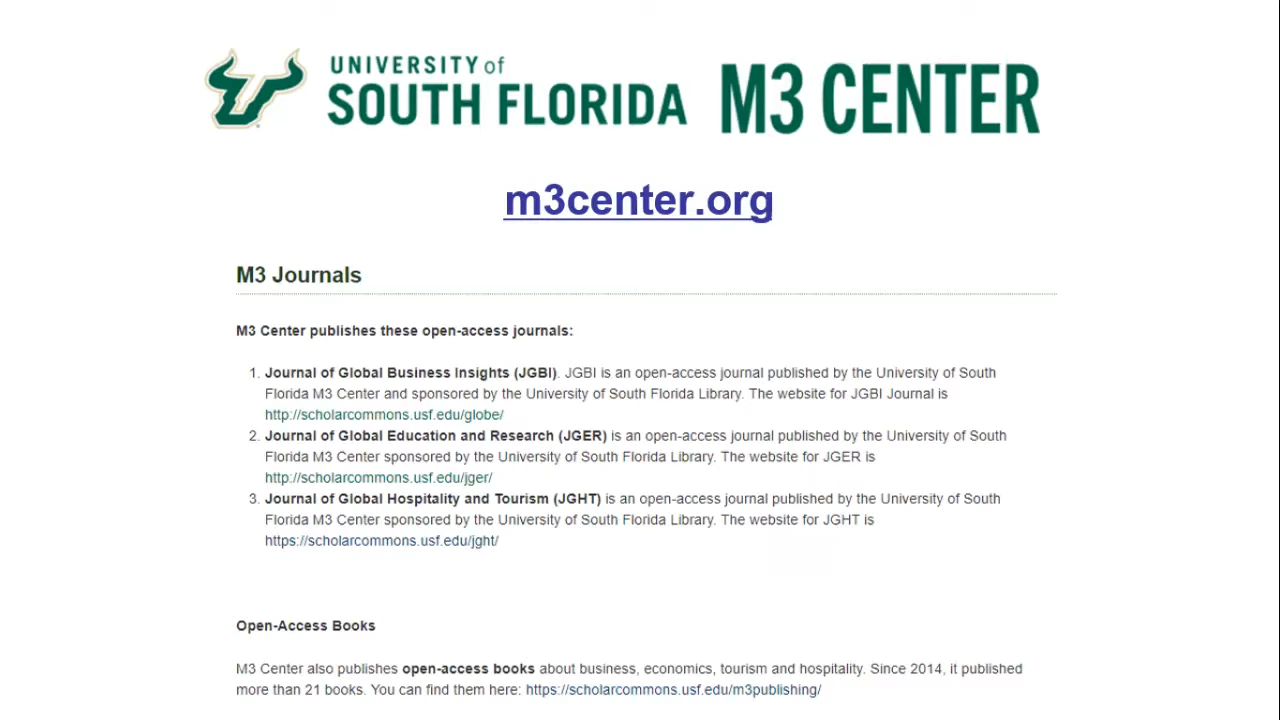 UNIVERSITY of
SOUTH FLORIDA M3 CENTER
m3center.org
M3 Journals
M3 Center publishes these open-access journals:
1. Journal of Global Business Insights (JGBI). JGBI is an open-access journal published by the University of South
Florida M3 Center and sponsored by the University of South Florida Library. The website for JGBI Journal is
http://scholarcommons.usf.edu/globe/
2. Journal of Global Education and Research (JGER) is an open-access journal published by the University of South
Florida M3 Center sponsored by the University of South Florida Library. The website for JGER is
http://scholarcommons.usf.edu/jger/
3. Journal of Global Hospitality and Tourism (JGHT) is an open-access journal published by the University of South
Florida M3 Center sponsored by the University of South Florida Library. The website for JGHT is
https://scholarcommons.usf.edu/jght/
Open-Access Books
M3 Center also publishes open-access books about business, economics, tourism and hospitality. Since 2014, it published
more than 21 books. You can find them here: https://scholarcommons.usf.edu/m3publishing/